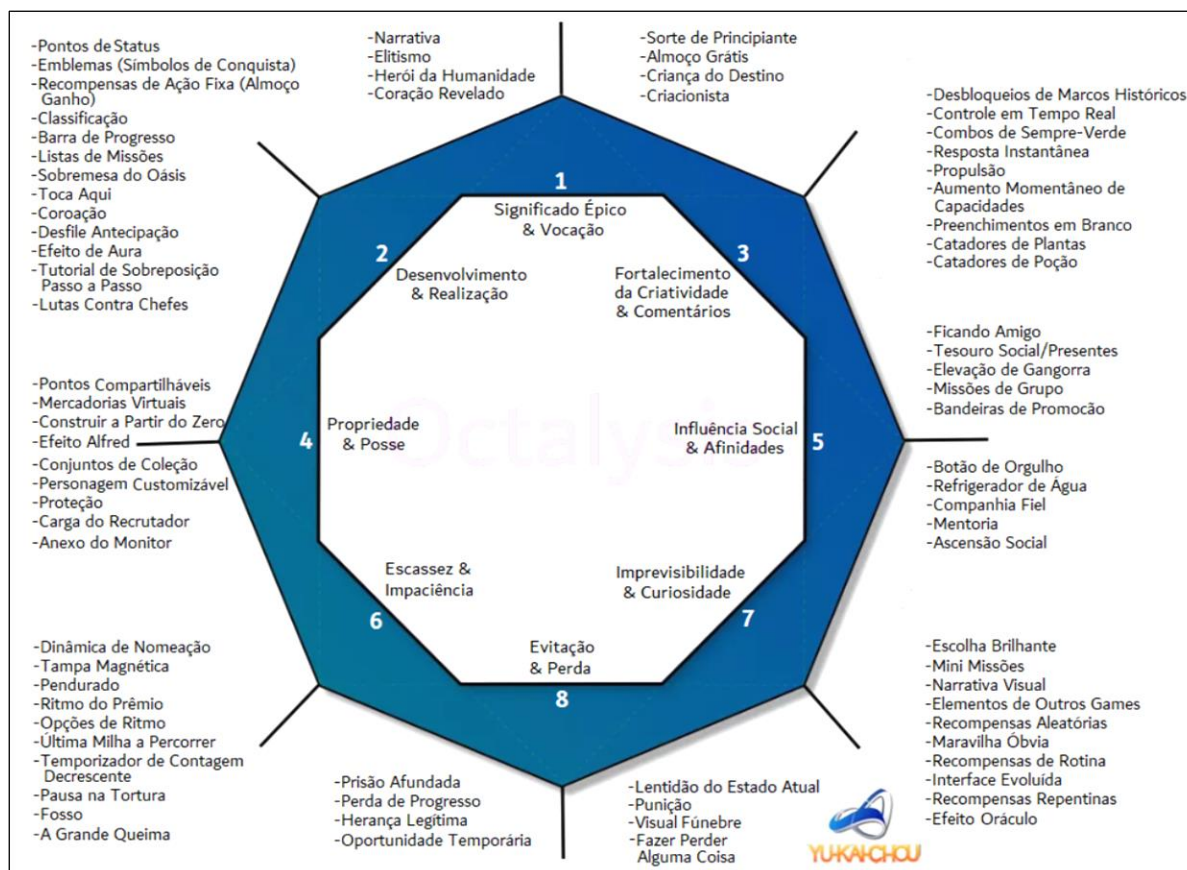 -Pontos de Status
-Emblemas (Símbolos de Conquista)
-Recompensas de Ação Fixa (Almoço
Ganho)
-Classificação
-Barra de Progresso
-Listas de Missões
-Sobremesa do Oásis
-Toca Aqui
-Coroação
-Desfile Antecipação
-Efeito de Aura
-Tutorial de Sobreposição
Passo a Passo
-Lutas Contra Chefes
-Narrativa
-Elitismo
-Herói da Humanidade
-Coração Revelado
-Sorte de Principiante
-Almoço Grátis
-Criança do Destino
-Criacionista
-Desbloqueios de Marcos Históricos
-Controle em Tempo Real
-Combos de Sempre-Verde
-Resposta Instantânea
-Propulsão
-Aumento Momentâneo de
Capacidades
-Preenchimentos em Branco
-Catadores de Plantas
-Catadores de Poção
1
Significado Épico
& Vocação
2
Desenvolvimento
& Realização
3
Fortalecimento
da Criatividade
& Comentários
-Pontos Compartilháveis
-Mercadorias Virtuais
-Construir a Partir do Zero
-Efeito Alfred
-Conjuntos de Coleção
-Personagem Customizável
-Proteção
-Carga do Recrutador
-Anexo do Monitor
4
Propriedade
& Posse
Octalysis
Influência Social
& Afinidades
5
-Ficando Amigo
-Tesouro Social/Presentes
-Elevação de Gangorra
-Missões de Grupo
-Bandeiras de Promocão
-Botão de Orgulho
-Refrigerador de Água
-Companhia Fiel
-Mentoria
-Ascensão Social
Escassez &
Impaciência
6
Imprevisibilidade
& Curiosidade
7
Evitação
& Perda
8
-Dinâmica de Nomeação
-Tampa Magnética
-Pendurado
-Ritmo do Prêmio
-Opções de Ritmo
-Última Milha a Percorrer
-Temporizador de Contagem
Decrescente
-Pausa na Tortura
-Fosso
-A Grande Queima
-Prisão Afundada
-Perda de Progresso
-Herança Legítima
-Oportunidade Temporária
-Lentidão do Estado Atual
-Punição
-Visual Fúnebre
-Fazer Perder
Alguma Coisa
-Escolha Brilhante
-Mini Missões
-Narrativa Visual
-Elementos de Outros Games
-Recompensas Aleatórias
-Maravilha Óbvia
-Recompensas de Rotina
-Interface Evoluída
-Recompensas Repentinas
-Efeito Oráculo
YU-KAI-CHOU